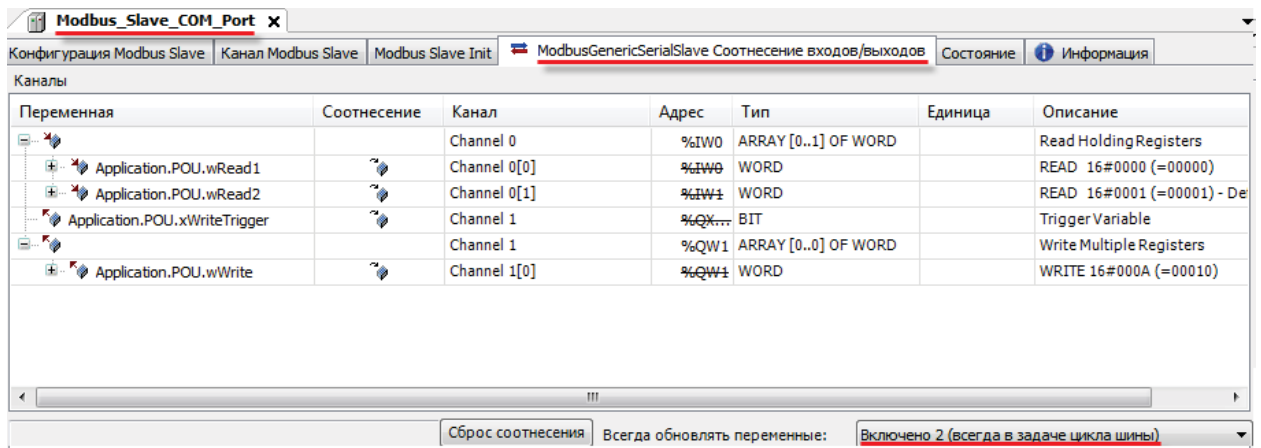 Modbus_Slave_COM_Port x
Конфигурация Modbus Slave Канал Modbus Slave Modbus Slave Init ModbusGenericSerialSlave Соотнесение входов/выходов Состояние Информация
Каналы
Переменная Соотнесение Канал Адрес Тип Единица Описание
Channel 0 %IW0 ARRAY [0..1] OF WORD Read Holding Registers
Application.POU.wRead1 Channel 0[0] %IW0 WORD READ 16#0000 (=00000)
Application.POU.wRead2 Channel 0[1] %IW1 WORD READ 16#0001 (=00001) - De
Application.POU.xWriteTrigger Channel 1 %QX... BIT Trigger Variable
Channel 1 %QW1 ARRAY [0..0] OF WORD Write Multiple Registers
Application.POU.wWrite Channel 1[0] %QW1 WORD WRITE 16#000A (=00010)
Сброс соотнесения Всегда обновлять переменные: Включено 2 (всегда в задаче цикла шины)